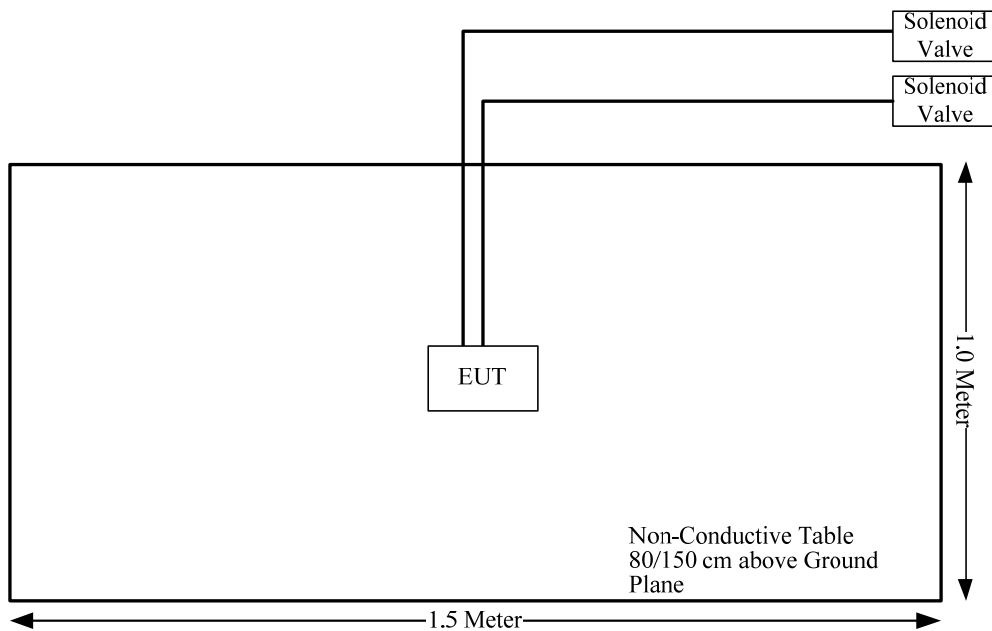 Solenoid
Valve
Solenoid
Valve
EUT
1.0 Meter
Non-Conductive Table
80/150 cm above Ground
Plane
1.5 Meter